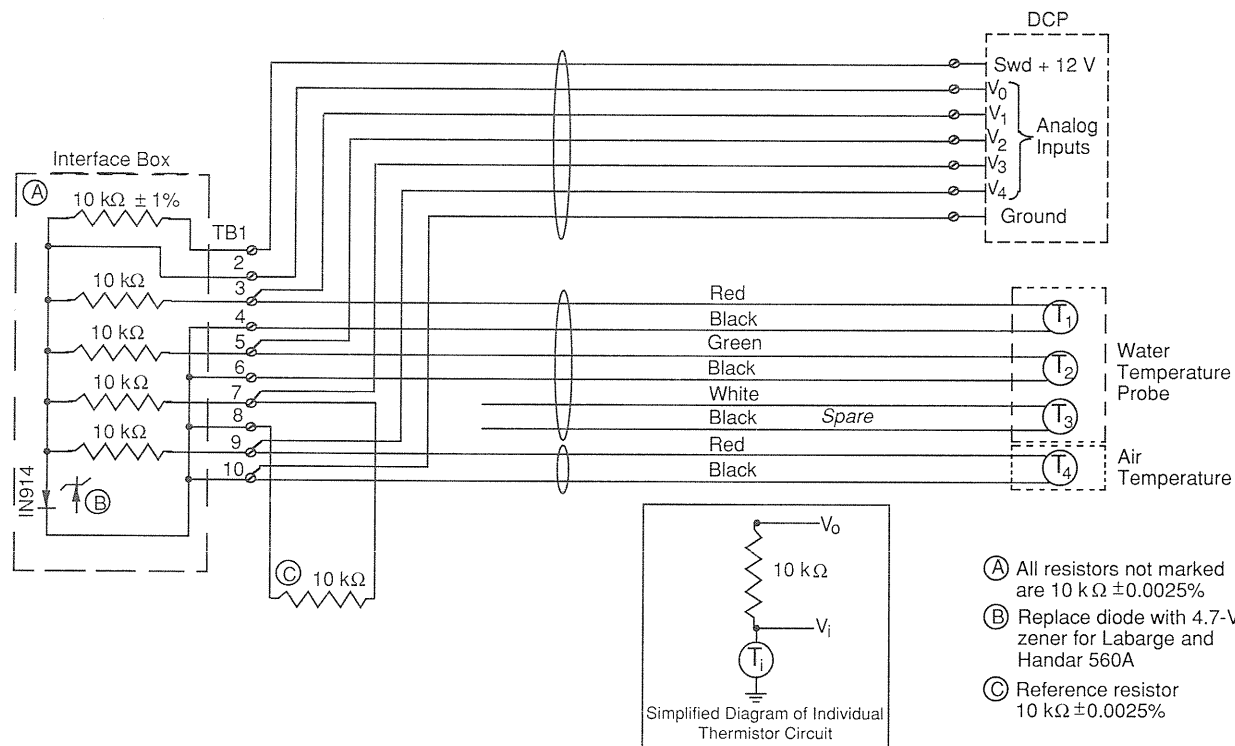 DCP
Swd + 12 V
V0
V1
V2
V3
V4
Analog
Inputs
Ground
Interface Box
A
10 kΩ ± 1%
TB1
2
10 kΩ
3
4
10 kΩ
5
6
10 kΩ
7
8
10 kΩ
9
10
IN914
B
C
10 kΩ
Red
Black
Green
Black
White
Black
Spare
Red
Black
T1
T2
T3
T4
Water
Temperature
Probe
Air
Temperature
Vo
10 kΩ
Vi
Ti
Simplified Diagram of Individual
Thermistor Circuit
A All resistors not marked
are 10 k Ω ±0.0025%
B Replace diode with 4.7-V
zener for Labarge and
Handar 560A
C Reference resistor
10 kΩ ±0.0025%